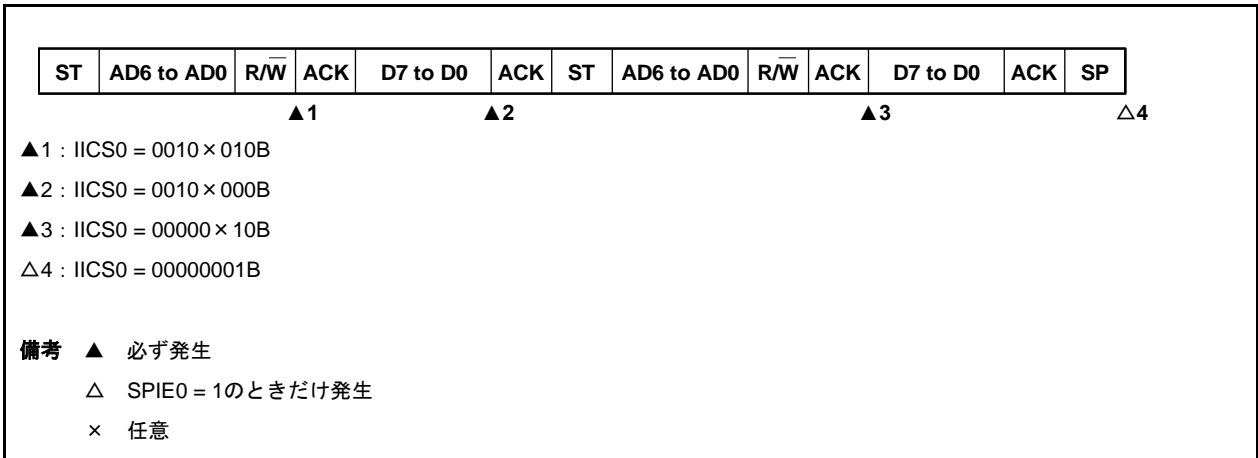 ST AD6 to AD0 R/W̅ ACK D7 to D0 ACK ST AD6 to AD0 R/W̅ ACK D7 to D0 ACK SP
▲1 ▲2 ▲3 △4
▲1：IICS0 = 0010×010B
▲2：IICS0 = 0010×000B
▲3：IICS0 = 00000×10B
△4：IICS0 = 00000001B
備考 ▲ 必ず発生
△ SPIE0 = 1のときだけ発生
× 任意